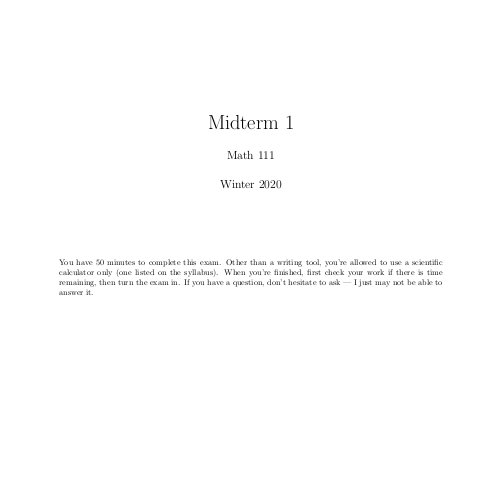 Midterm 1
Math 111
Winter 2020
You have 50 minutes to complete this exam. Other than a writing tool, you're allowed to use a scientific
calculator only (one listed on the syllabus). When you're finished, first check your work if there is time
remaining, then turn the exam in. If you have a question, don't hesitate to ask — I just may not be able to
answer it.